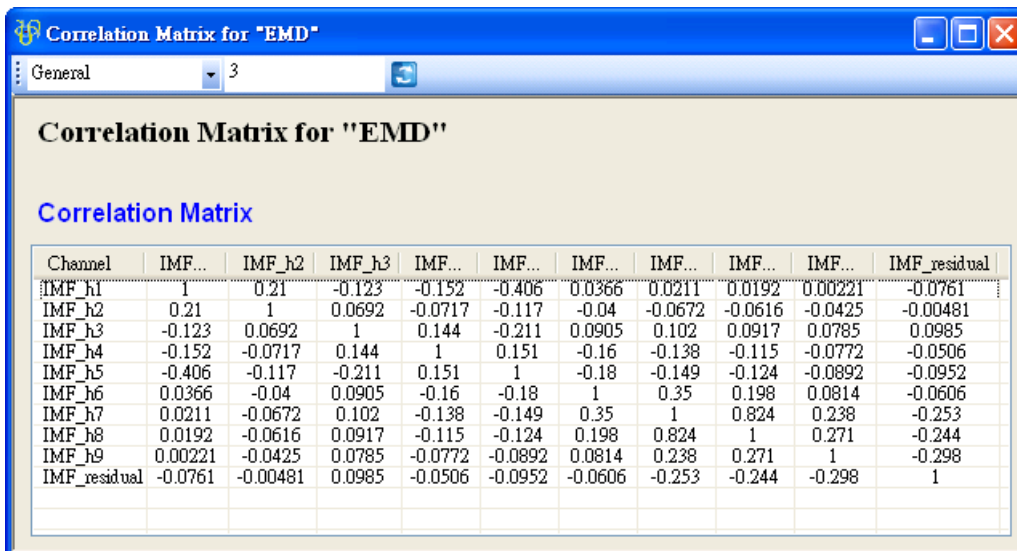 Correlation Matrix for "EMD"
General 3
Correlation Matrix for "EMD"
Correlation Matrix
Channel IMF... IMF_h2 IMF_h3 IMF... IMF... IMF... IMF... IMF... IMF... IMF_residual
IMF_h1 1 0.21 -0.123 -0.152 -0.406 0.0366 0.0211 0.0192 0.00221 -0.0761
IMF_h2 0.21 1 0.0692 -0.0717 -0.117 -0.04 -0.0672 -0.0616 -0.0425 -0.00481
IMF_h3 -0.123 0.0692 1 0.144 -0.211 0.0905 0.102 0.0917 0.0785 0.0985
IMF_h4 -0.152 -0.0717 0.144 1 0.151 -0.16 -0.138 -0.115 -0.0772 -0.0506
IMF_h5 -0.406 -0.117 -0.211 0.151 1 -0.18 -0.149 -0.124 -0.0892 -0.0952
IMF_h6 0.0366 -0.04 0.0905 -0.16 -0.18 1 0.35 0.198 0.0814 -0.0606
IMF_h7 0.0211 -0.0672 0.102 -0.138 -0.149 0.35 1 0.824 0.238 -0.253
IMF_h8 0.0192 -0.0616 0.0917 -0.115 -0.124 0.198 0.824 1 0.271 -0.244
IMF_h9 0.00221 -0.0425 0.0785 -0.0772 -0.0892 0.0814 0.238 0.271 1 -0.298
IMF_residual -0.0761 -0.00481 0.0985 -0.0506 -0.0952 -0.0606 -0.253 -0.244 -0.298 1